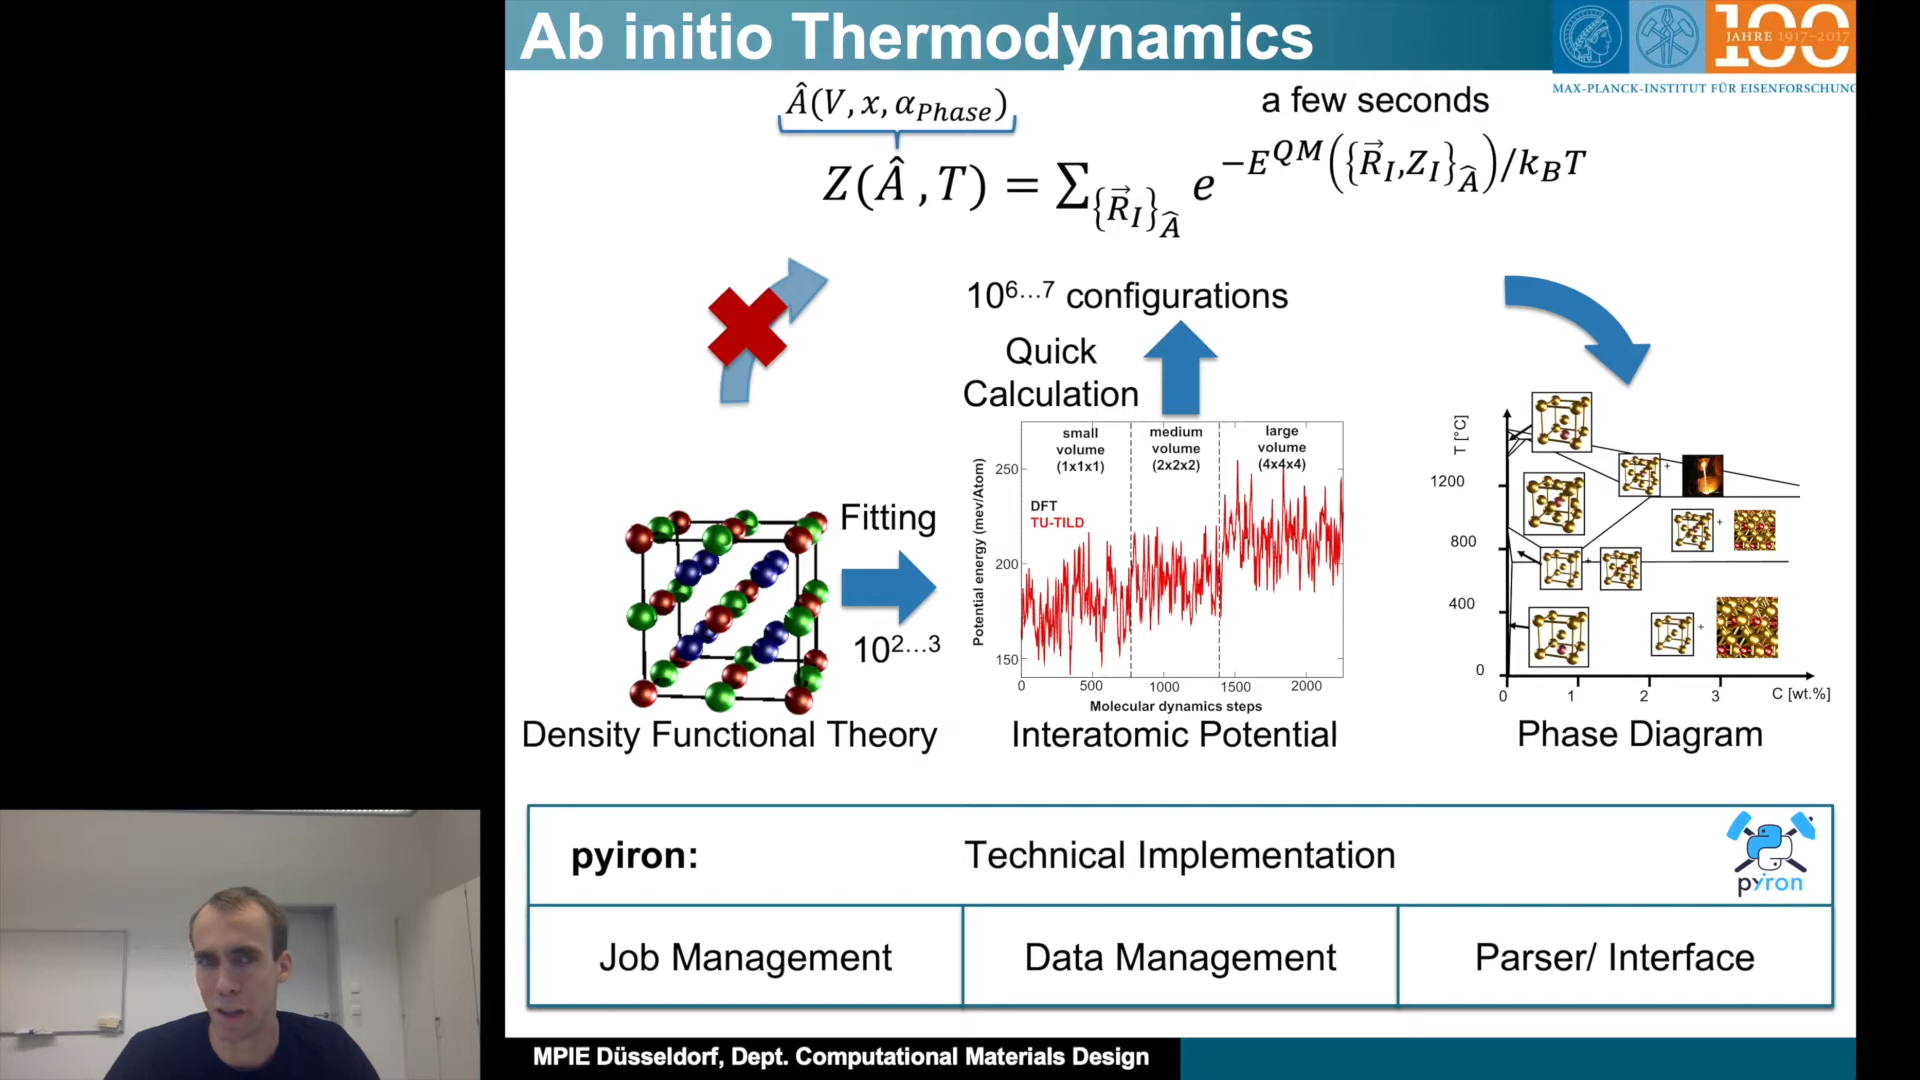 Ab initio Thermodynamics
100
JAHRE 1917–2017
MAX-PLANCK-INSTITUT FÜR EISENFORSCHUNG
Â(V, x, α_Phase)
a few seconds
Z(Â, T) = ∑_{R⃗_I}_Â e^{-E^{QM}({R⃗_I,Z_I}_Â)/k_BT}
10^6…7 configurations
Quick
Calculation
Fitting
10^2…3
small
volume
(1x1x1)
medium
volume
(2x2x2)
large
volume
(4x4x4)
DFT
TU-TILD
Potential energy (mev/Atom)
250
200
150
0 500 1000 1500 2000
Molecular dynamics steps
T [°C]
1200
800
400
0
+
+
+
+
0 1 2 3 C [wt.%]
Density Functional Theory
Interatomic Potential
Phase Diagram
pyiron:
Technical Implementation
pyiron
Job Management
Data Management
Parser/ Interface
MPIE Düsseldorf, Dept. Computational Materials Design